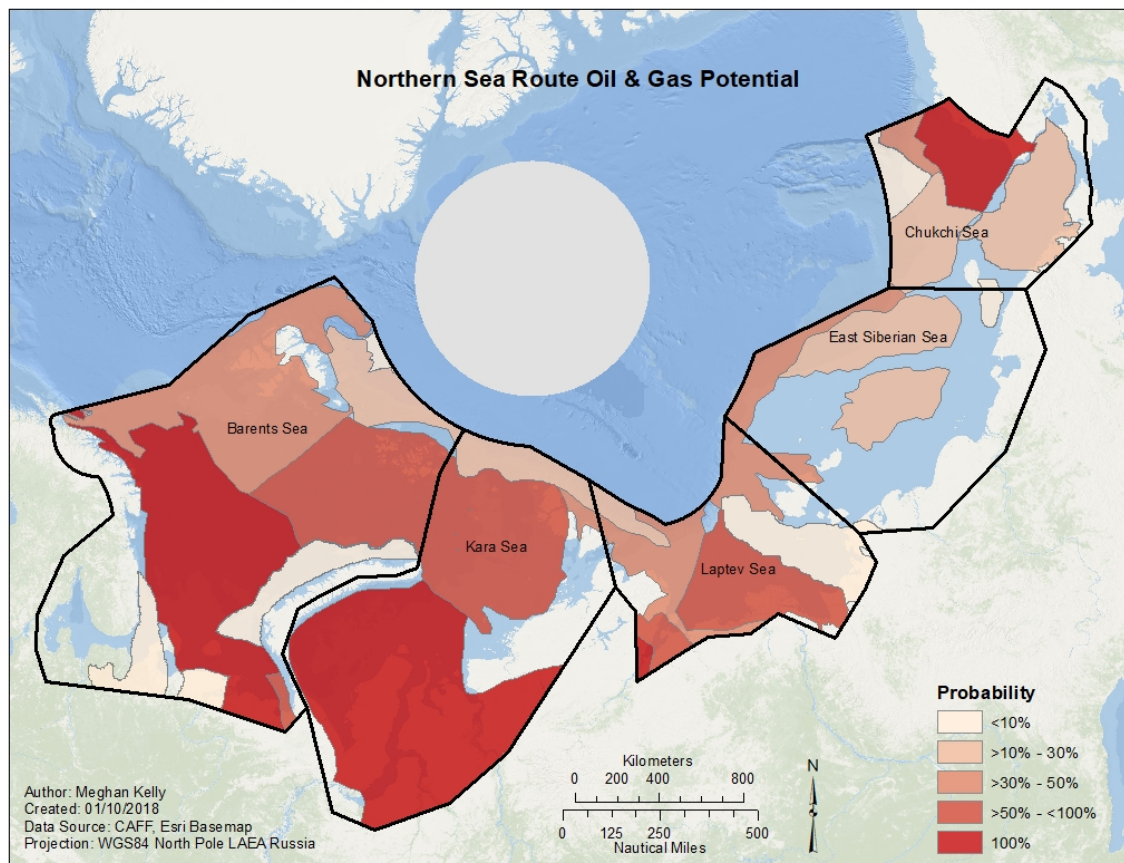 Northern Sea Route Oil & Gas Potential
Chukchi Sea
East Siberian Sea
Barents Sea
Kara Sea
Laptev Sea
Probability
<10%
>10% - 30%
>30% - 50%
>50% - <100%
100%
Kilometers
0 200 400 800
0 125 250 500
Nautical Miles
N
Author: Meghan Kelly
Created: 01/10/2018
Data Source: CAFF, Esri Basemap
Projection: WGS84 North Pole LAEA Russia